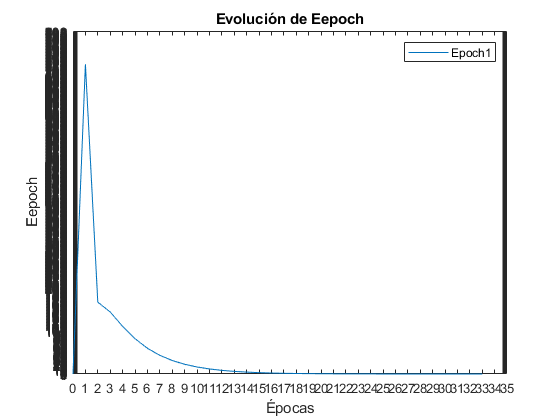 Evolución de Eepoch
Epoch1
Eepoch
0 1 2 3 4 5 6 7 8 9 10 11 12 13 14 15 16 17 18 19 20 21 22 23 24 25 26 27 28 29 30 31 32 33 34 35
Épocas